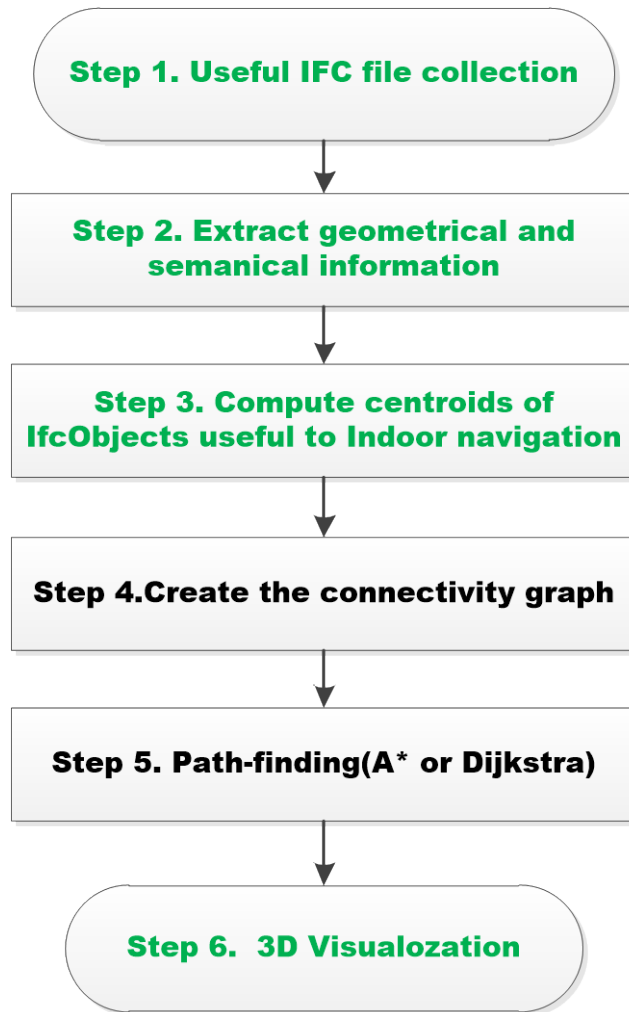 Step 1. Useful IFC file collection
Step 2. Extract geometrical and
semanical information
Step 3. Compute centroids of
IfcObjects useful to Indoor navigation
Step 4.Create the connectivity graph
Step 5. Path-finding(A* or Dijkstra)
Step 6.  3D Visualozation